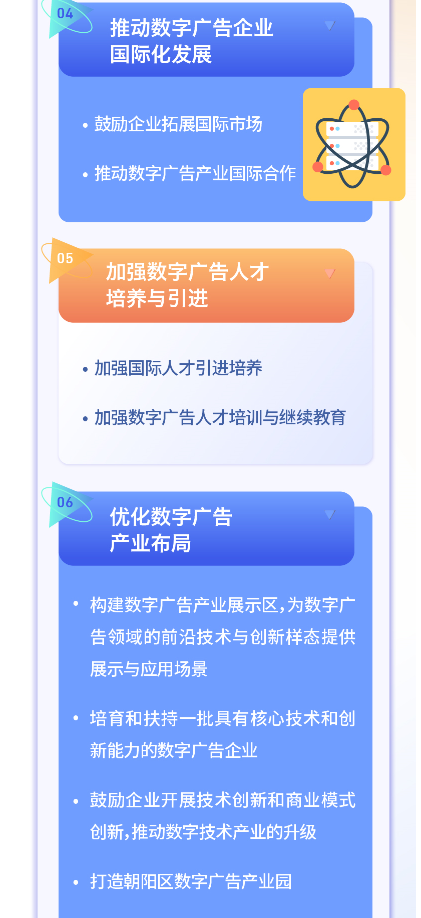 04
推动数字广告企业
国际化发展
• 鼓励企业拓展国际市场
• 推动数字广告产业国际合作
05
加强数字广告人才
培养与引进
• 加强国际人才引进培养
• 加强数字广告人才培训与继续教育
06
优化数字广告
产业布局
• 构建数字广告产业展示区,为数字广
告领域的前沿技术与创新样态提供
展示与应用场景
• 培育和扶持一批具有核心技术和创
新能力的数字广告企业
• 鼓励企业开展技术创新和商业模式
创新,推动数字技术产业的升级
• 打造朝阳区数字广告产业园